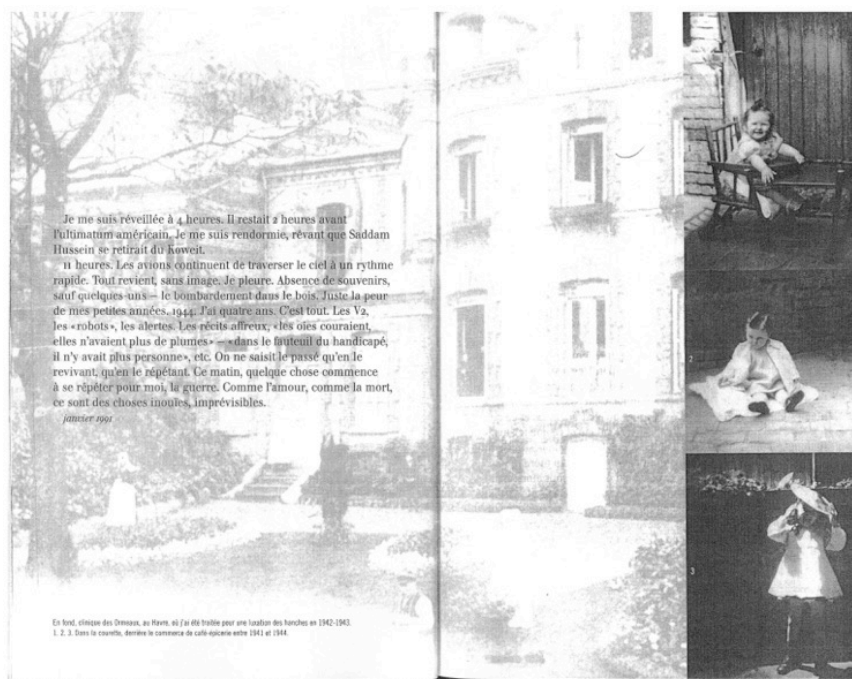 Je me suis réveillée à 4 heures. Il restait 2 heures avant
l'ultimatum américain. Je me suis rendormie, rêvant que Saddam
Hussein se retirait du Koweit.
11 heures. Les avions continuent de traverser le ciel à un rythme
rapide. Tout revient, sans image. Je pleure. Absence de souvenirs,
sauf quelques-uns – le bombardement dans le bois. Juste la peur
de mes petites années. 1944. J'ai quatre ans. C'est tout. Les V2,
les «robots», les alertes. Les récits affreux, «les oies couraient,
elles n'avaient plus de plumes» – «dans le fauteuil du handicapé,
il n'y avait plus personne», etc. On ne saisit le passé qu'en le
revivant, qu'en le répétant. Ce matin, quelque chose commence
à se répéter pour moi, la guerre. Comme l'amour, comme la mort,
ce sont des choses inouïes, imprévisibles.
janvier 1991
En fond, clinique des Ormeaux, au Havre, où j'ai été traitée pour une luxation des hanches en 1942-1943.
1. 2. 3. Dans la courette, derrière le commerce de café-épicerie entre 1941 et 1944.
2
3